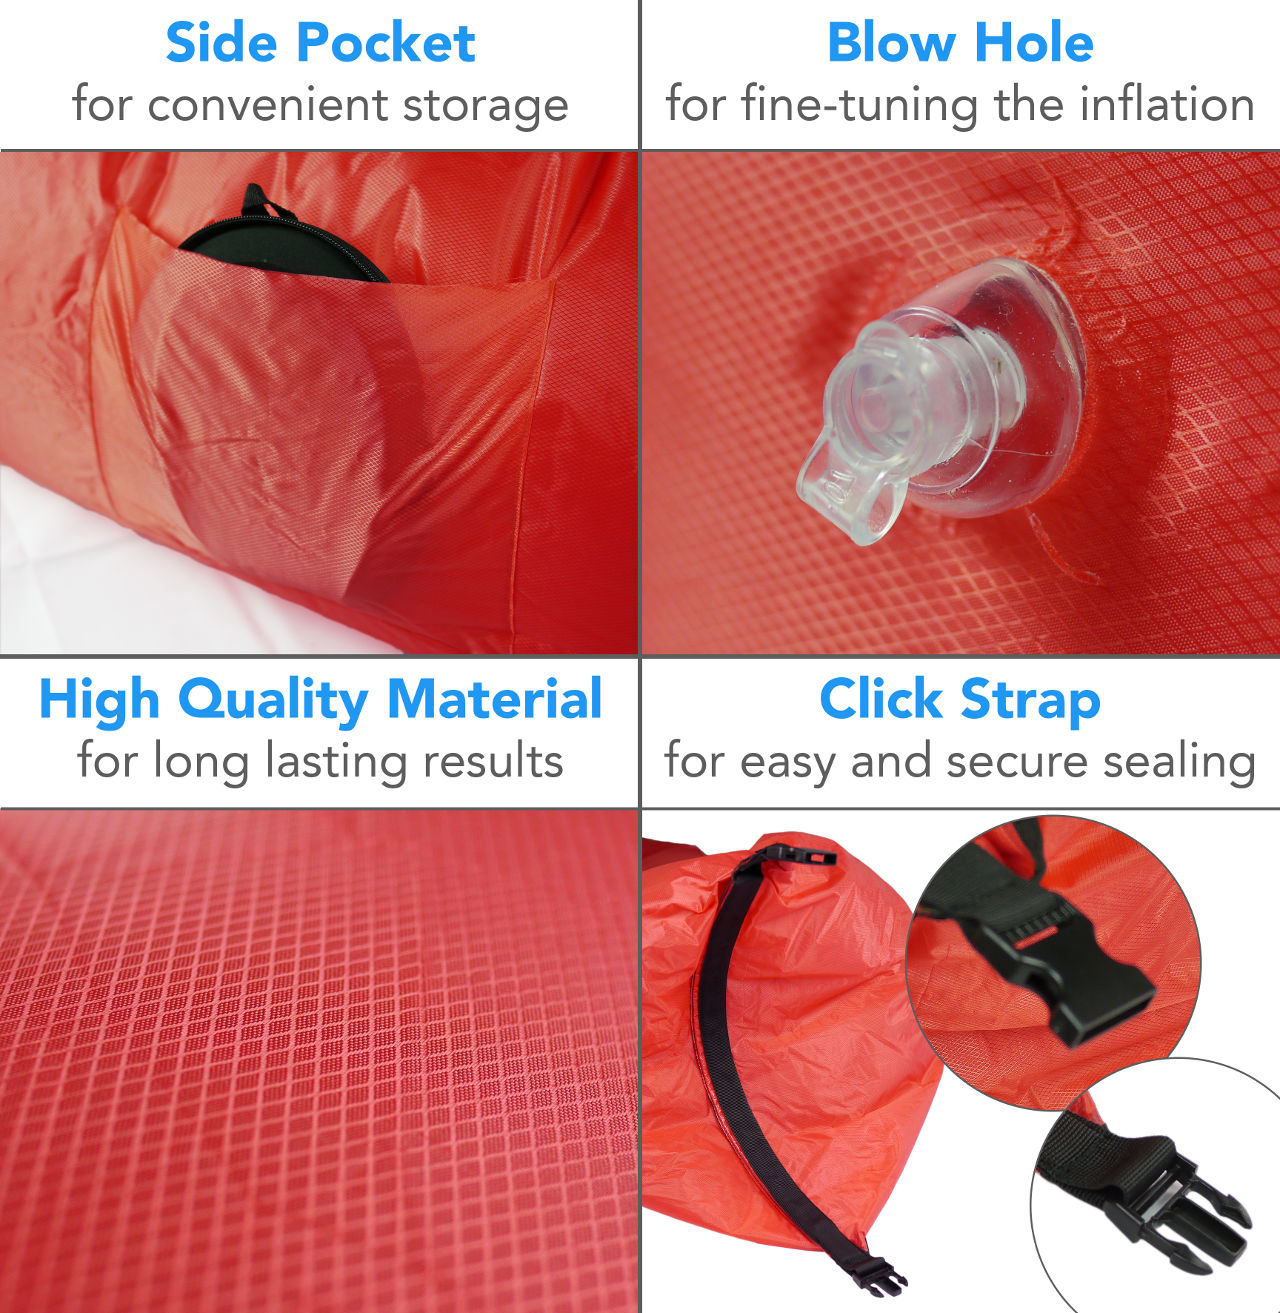 Side Pocket
for convenient storage
Blow Hole
for fine-tuning the inflation
High Quality Material
for long lasting results
Click Strap
for easy and secure sealing